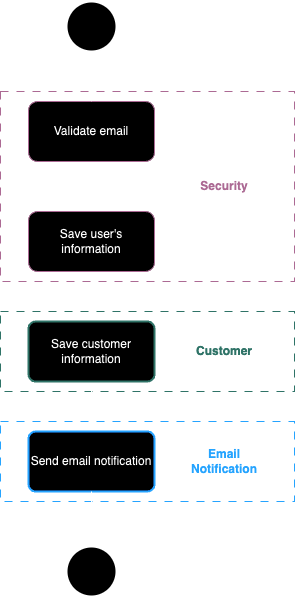 Validate email
Security
Save user's
information
Save customer
information
Customer
Send email notification
Email
Notification